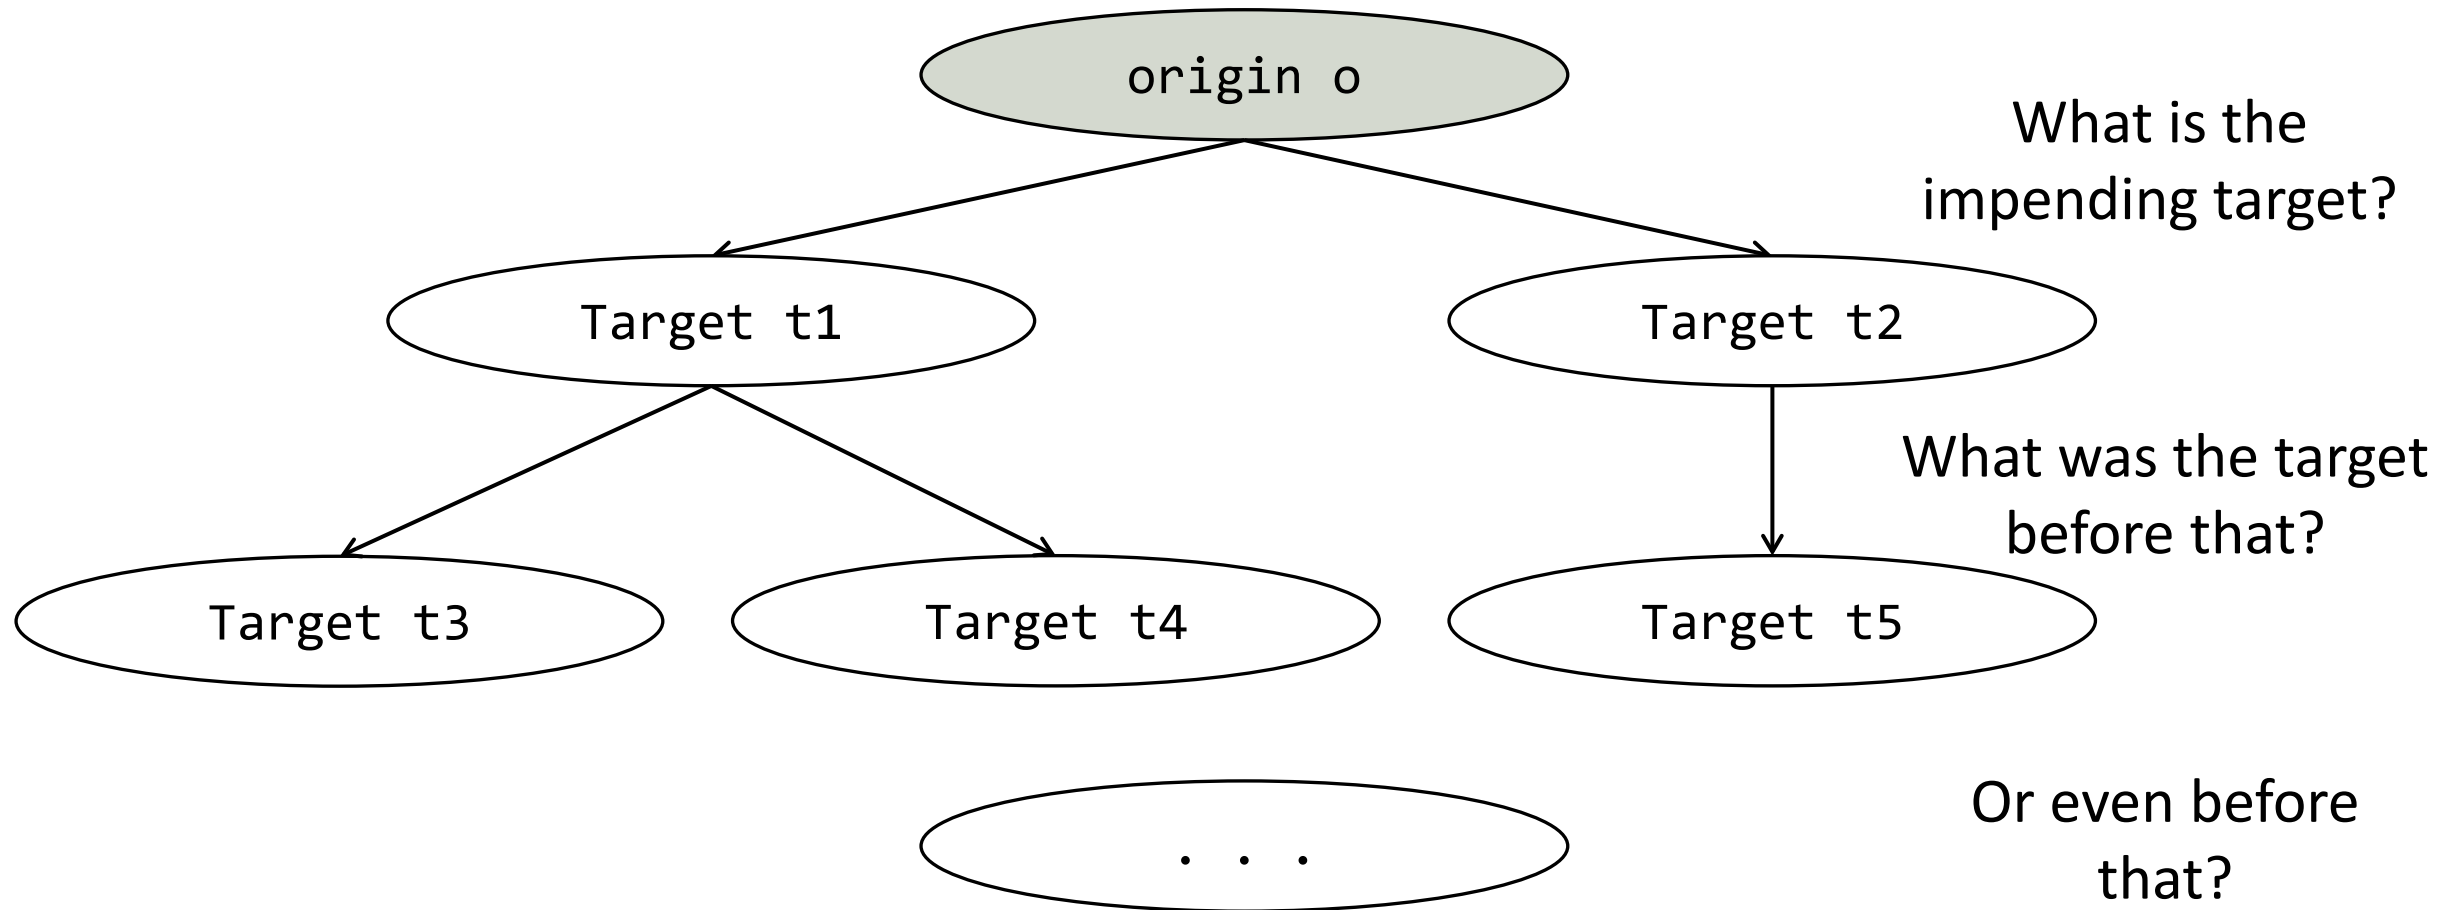 origin o
What is the
impending target?
Target t1
Target t2
What was the target
before that?
Target t3
Target t4
Target t5
Or even before
that?
. . .